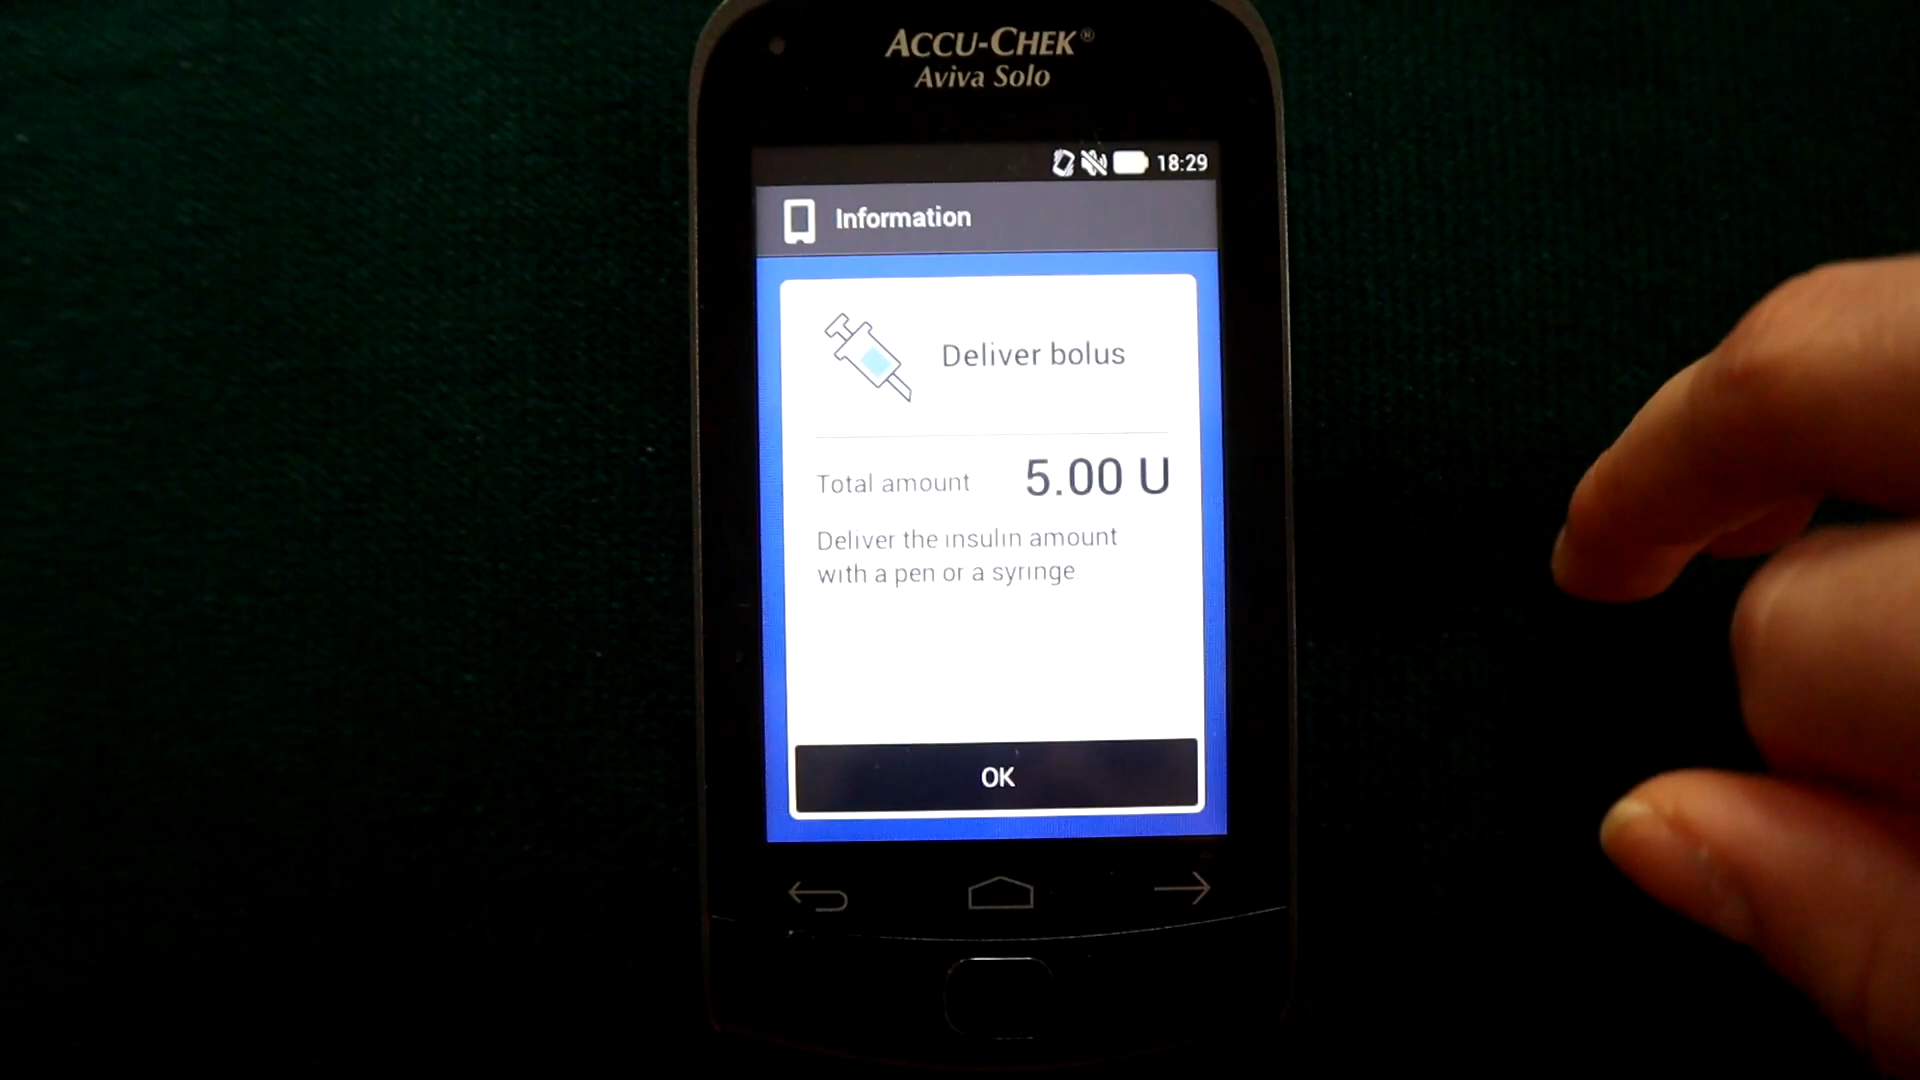 ACCU-CHEK®
Aviva Solo
18:29
Information
Deliver bolus
Total amount 5.00 U
Deliver the insulin amount
with a pen or a syringe
OK